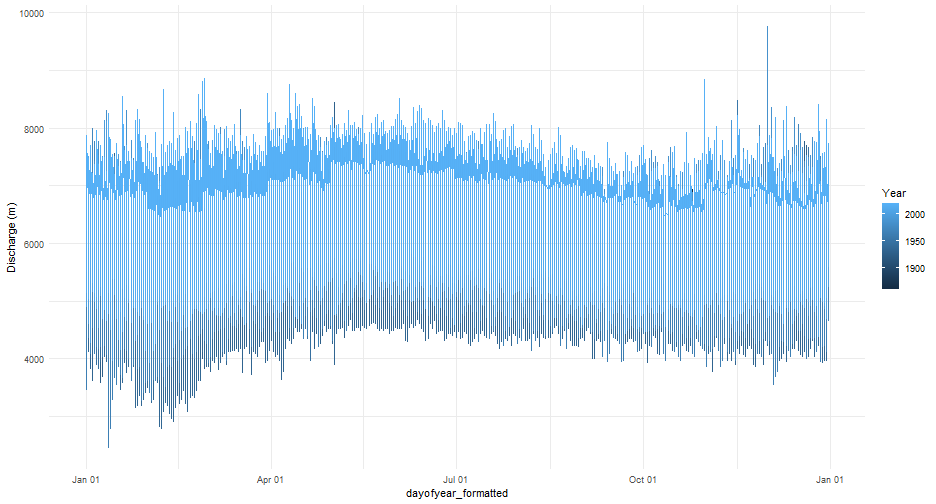 10000
8000
6000
4000
Discharge (m)
Jan 01
Apr 01
Jul 01
Oct 01
Jan 01
dayofyear_formatted
Year
2000
1950
1900